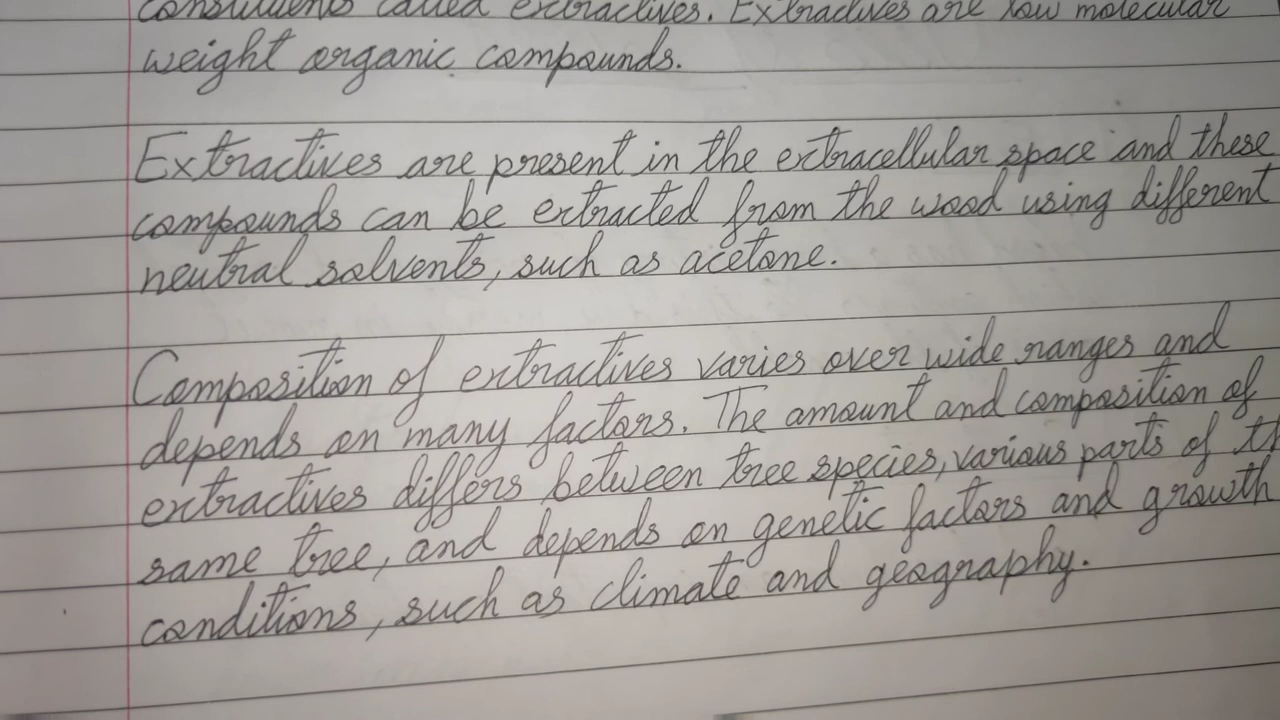 constituents called extractives. Extractives are low molecular
weight organic compounds.
Extractives are present in the extracellular space and these
compounds can be extracted from the wood using different
neutral solvents, such as acetone.
Composition of extractives varies over wide ranges and
depends on many factors. The amount and composition of
extractives differs between tree species, various parts of th
same tree, and depends on genetic factors and growth
conditions, such as climate and geography.